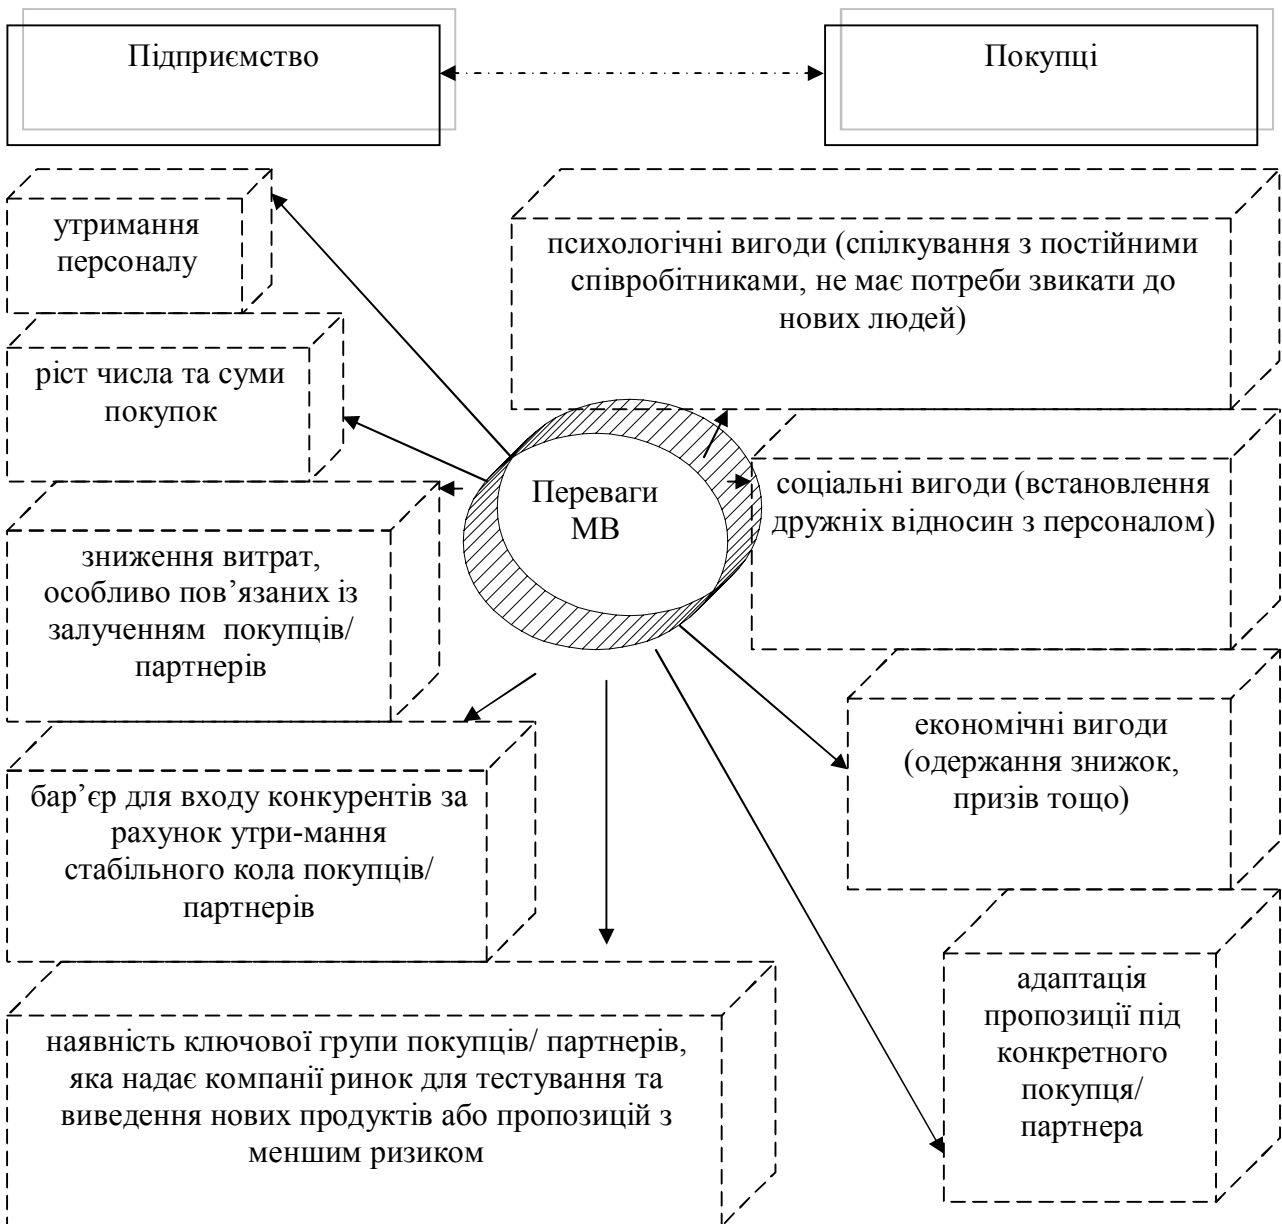 Підприємство
Покупці
утримання
персоналу
ріст числа та суми
покупок
зниження витрат,
особливо пов’язаних із
залученням покупців/
партнерів
бар’єр для входу конкурентів за
рахунок утри-мання
стабільного кола покупців/
партнерів
наявність ключової групи покупців/ партнерів,
яка надає компанії ринок для тестування та
виведення нових продуктів або пропозицій з
меншим ризиком
Переваги
МВ
психологічні вигоди (спілкування з постійними
співробітниками, не має потреби звикати до
нових людей)
соціальні вигоди (встановлення
дружніх відносин з персоналом)
економічні вигоди
(одержання знижок,
призів тощо)
адаптація
пропозиції під
конкретного
покупця/
партнера